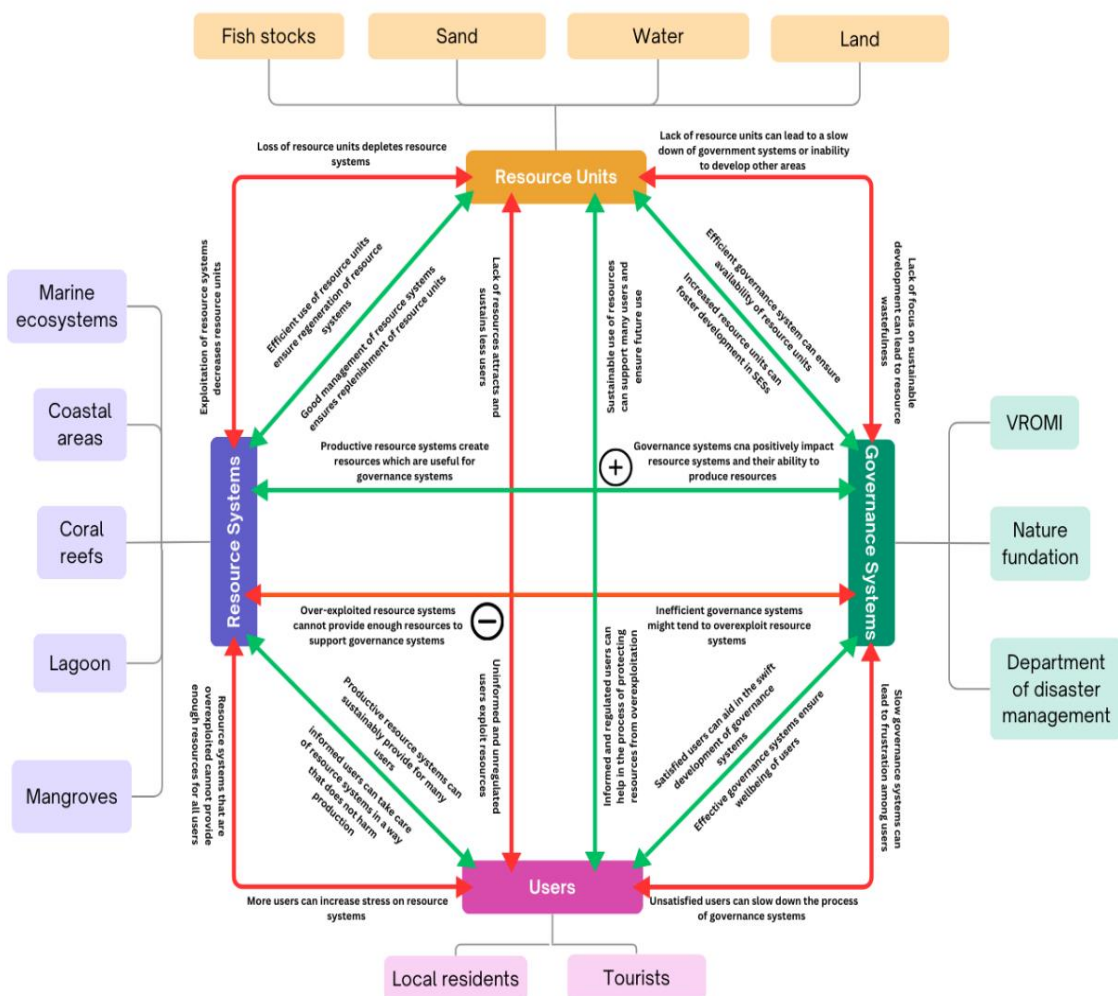 Fish stocks
Sand
Water
Land
Loss of resource units depletes resource
systems
Resource Units
Lack of resource units can lead to a slow
down of government systems or inability
to develop other areas
Exploitation of resource systems
decreases resource units
Efficient use of resource units
ensure regeneration of resource
systems
Good management of resource systems
ensures replenishment of resource units
Lack of resources attracts and
sustains less users
Sustainable use of resources
can support many users and
ensure future use
Efficient governance system can ensure
availability of resource units
Increased resource units can
foster development in SESs
Lack of focus on sustainable
development can lead to resource
wastefulness
Marine
ecosystems
Coastal
areas
Coral
reefs
Lagoon
Mangroves
Resource Systems
Productive resource systems create
resources which are useful for
governance systems
+
Governance systems cna positively impact
resource systems and their ability to
produce resources
Governance Systems
VROMI
Nature
fundation
Department
of disaster
management
Over-exploited resource systems
cannot provide enough resources to
support governance systems
−
Inefficient governance systems
might tend to overexploit resource
systems
Resource systems that are
overexploited cannot provide
enough resources for all users
Productive resource systems can
sustainably provide for many
users
informed users can take care
of resource systems in a way
that does not harm
production
Uninformed and unregulated
users exploit resources
Informed and regulated users can
help in the process of protecting
resources from overexploitation
Satisfied users can aid in the swift
development of governance
systems
Effective governance systems ensure
wellbeing of users
Slow governance systems can
lead to frustration among users
Users
More users can increase stress on resource
systems
Unsatisfied users can slow down the process
of governance systems
Local residents
Tourists